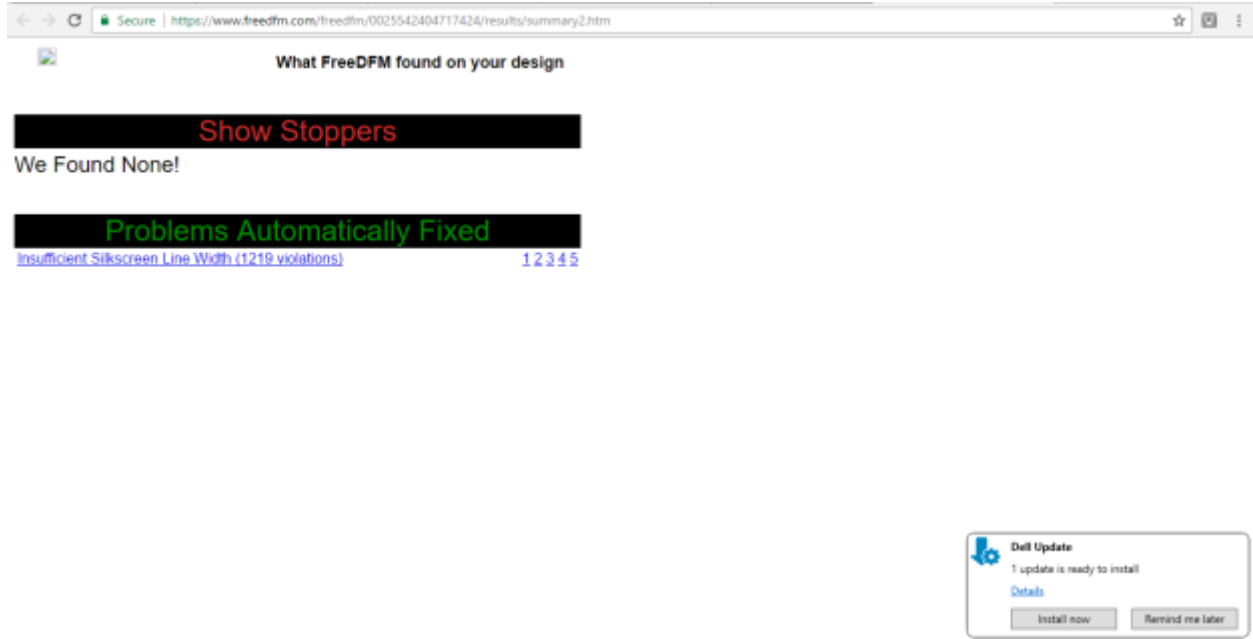 Secure | https://www.freedfm.com/freedfm/0025542404717424/results/summary2.htm
What FreeDFM found on your design
Show Stoppers
We Found None!
Problems Automatically Fixed
Insufficient Silkscreen Line Width (1219 violations) 1 2 3 4 5
Dell Update
1 update is ready to install
Details
Install now Remind me later